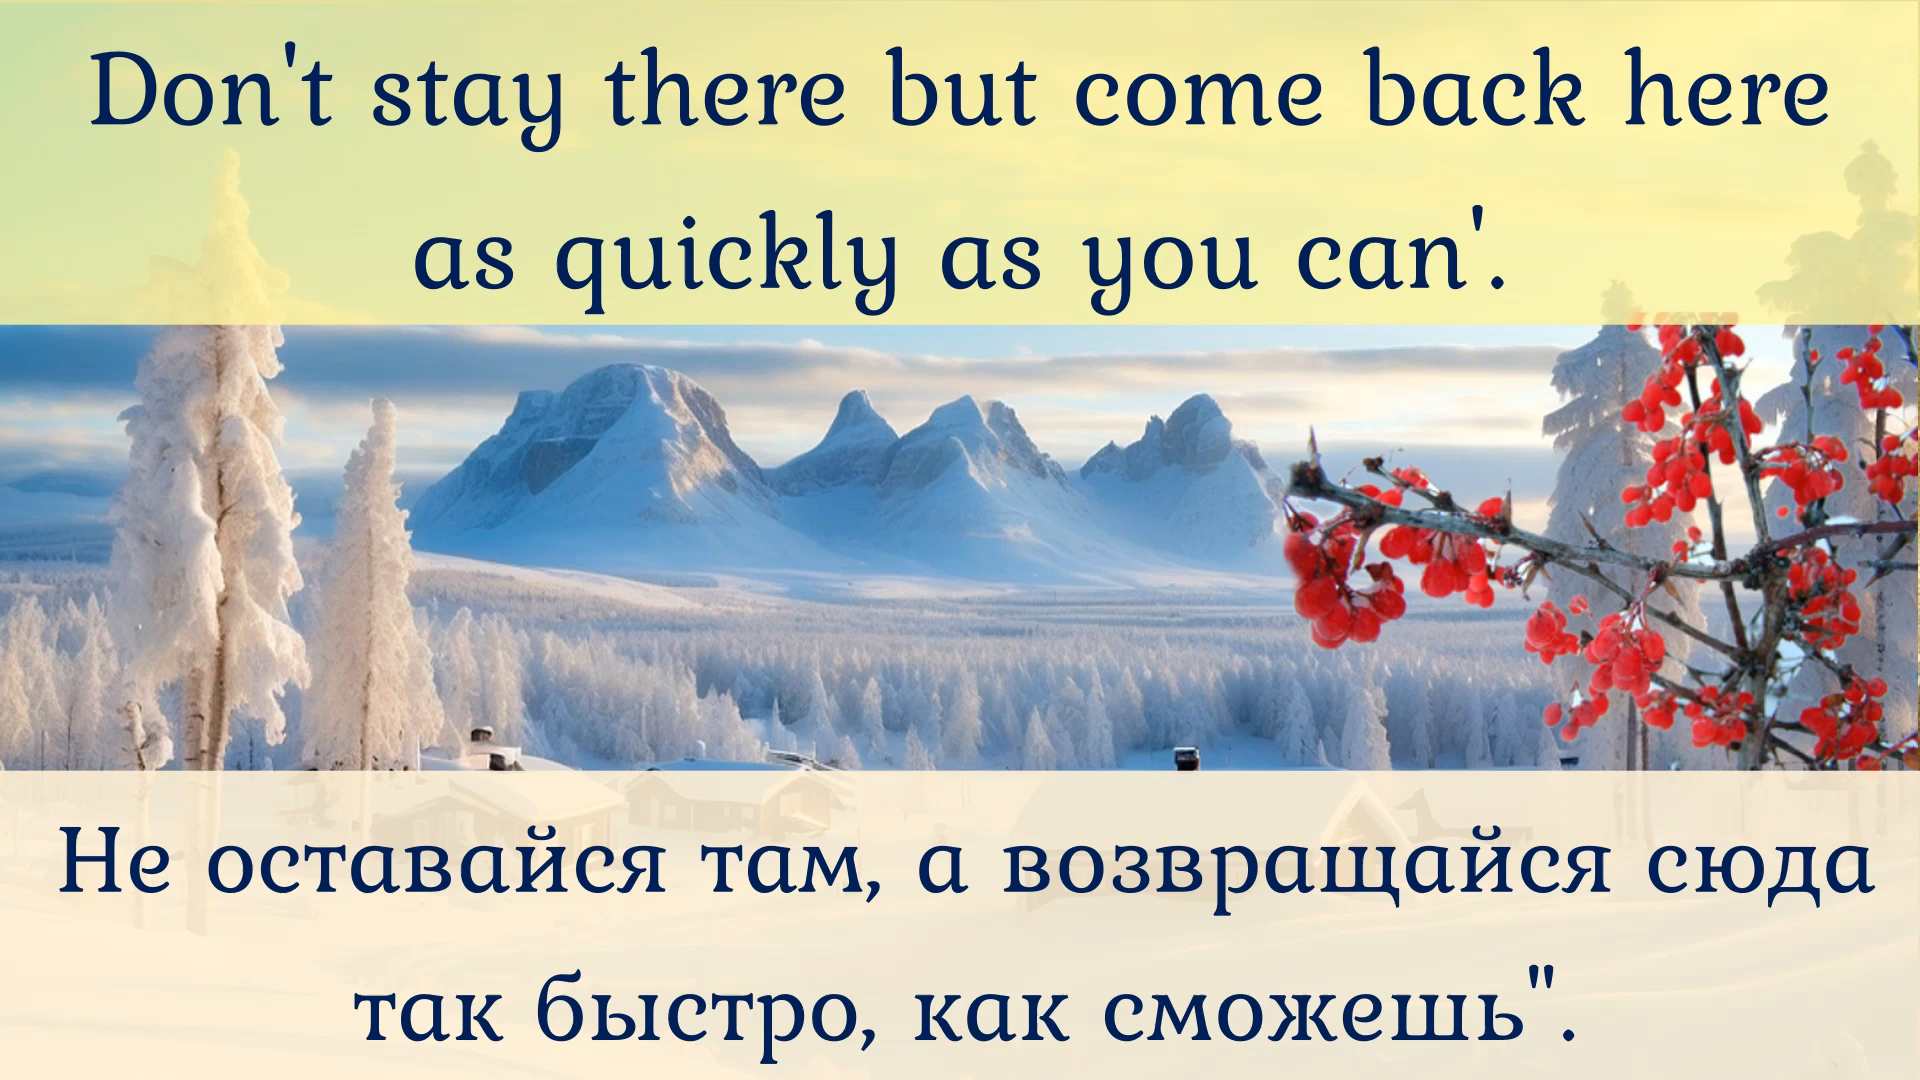 Don't stay there but come back here
as quickly as you can'.
Не оставайся там, а возвращайся сюда
так быстро, как сможешь".